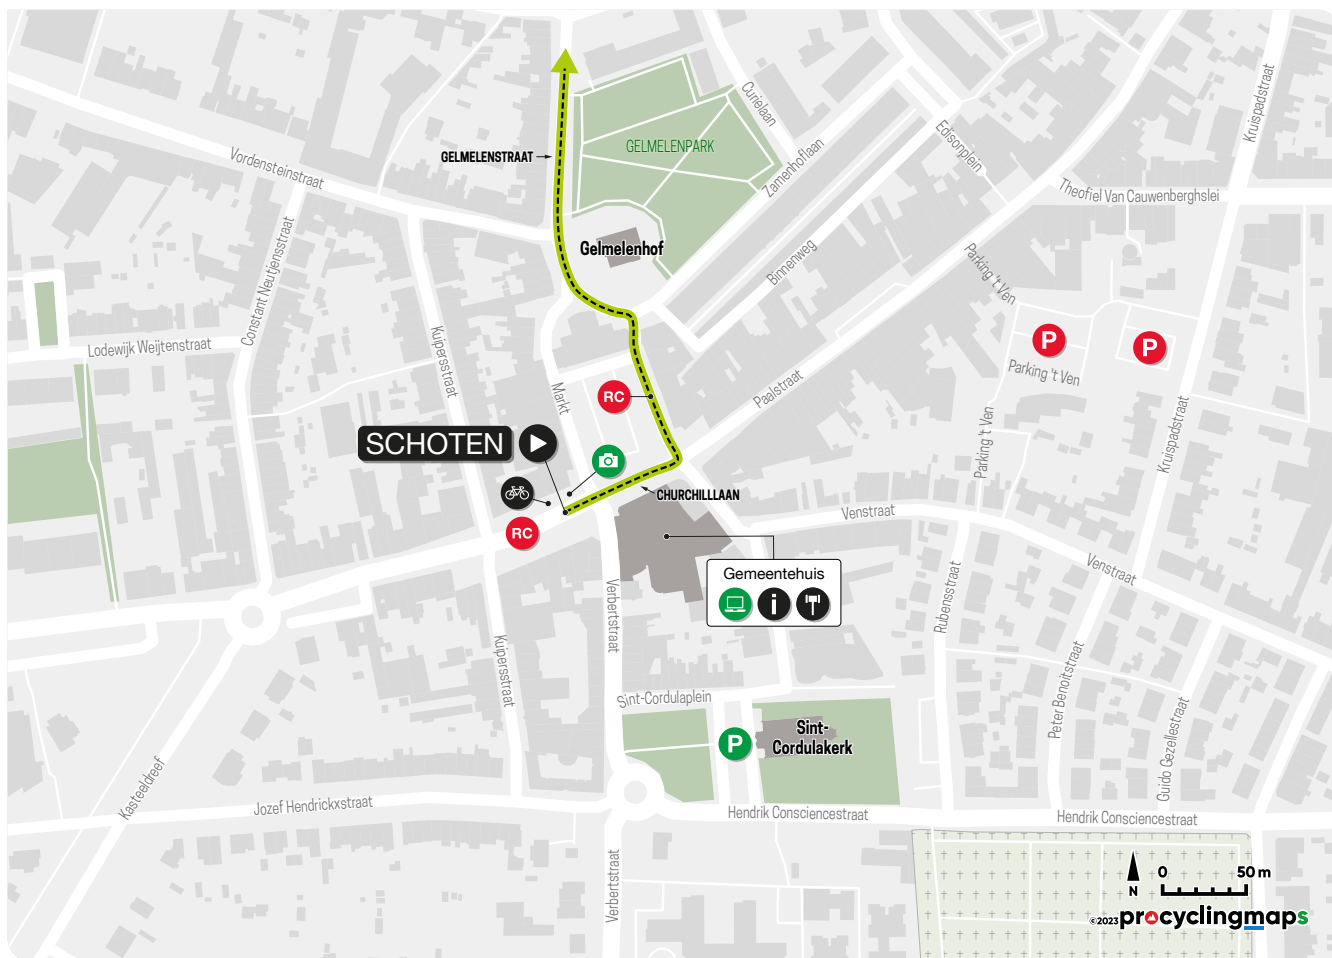 Curielaan
Kruispadstraat
GELMELENPARK
Edisonplein
Vordensteinstraat
GELMELENSTRAAT
Zamenhoflaan
Theofiel Van Cauwenberghslei
Gelmelenhof
Binnenweg
Constant Neutjensstraat
Parking 't Ven
Lodewijk Weijtenstraat
Kuipersstraat
P
P
Parking 't Ven
Markt
RC
Paalstraat
Parking 't Ven
Kruispadstraat
SCHOTEN
CHURCHILLLAAN
RC
Venstraat
Venstraat
Gemeentehuis
i
Verbertstraat
Rubensstraat
Kuipersstraat
Sint-Cordulaplein
Peter Benoitstraat
Guido Gezellestraat
P
Sint-
Cordulakerk
Kasteeldreef
Jozef Hendrickxstraat
Hendrik Consciencestraat
Hendrik Consciencestraat
Verbertstraat
N
0 50 m
©2023 procyclingmaps